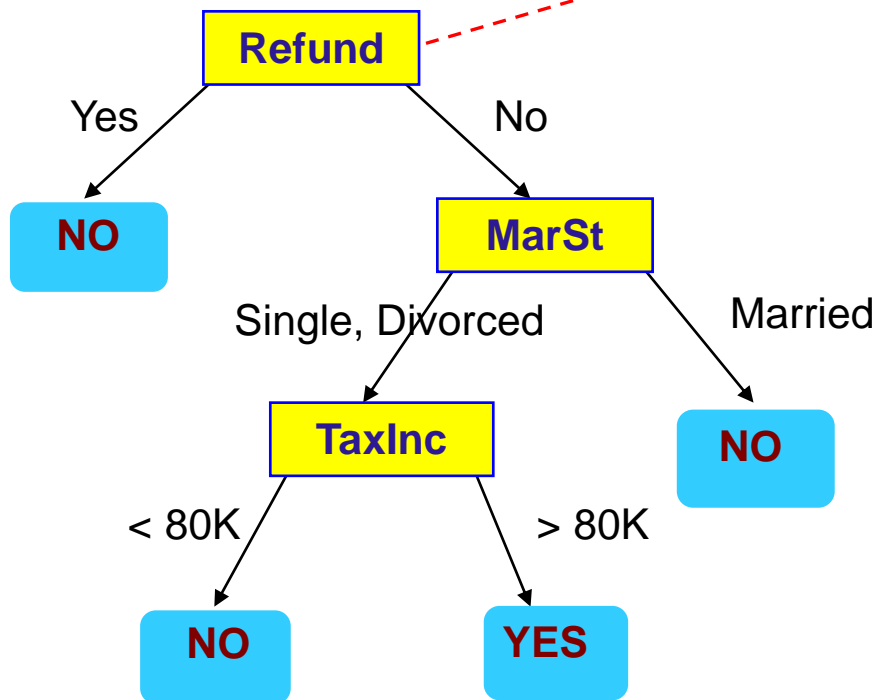 Refund
Yes
No
NO
MarSt
Single, Divorced
Married
TaxInc
NO
< 80K
> 80K
NO
YES